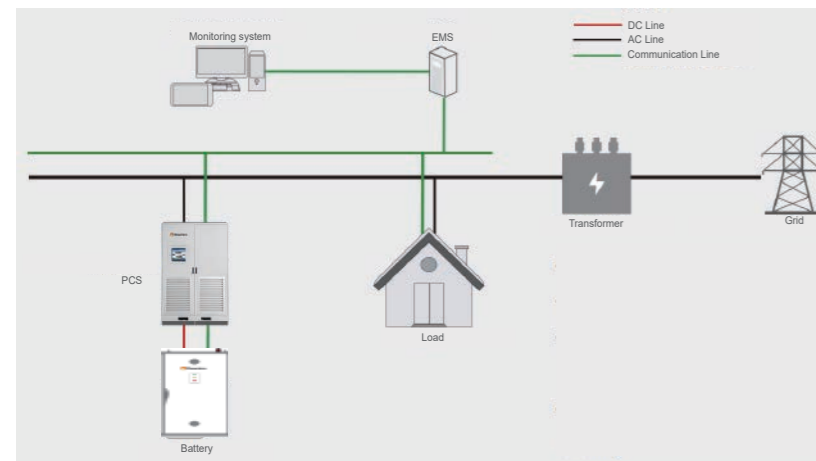 Monitoring system
EMS
DC Line
AC Line
Communication Line
Transformer
Grid
PCS
Load
Battery